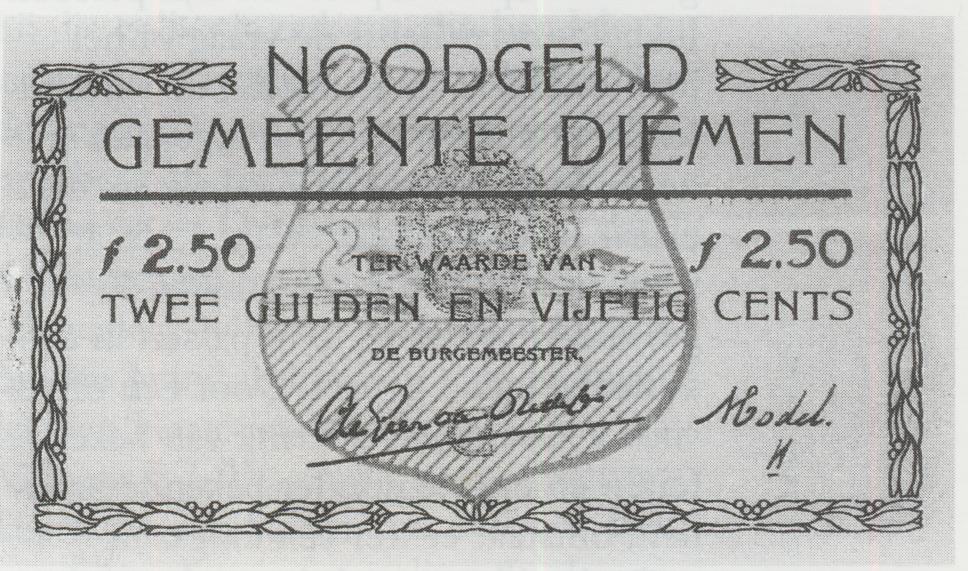 NOODGELD
GEMEENTE DIEMEN
f 2.50 TER WAARDE VAN f 2.50
TWEE GULDEN EN VIJFTIG CENTS
DE BURGEMEESTER,
Model.